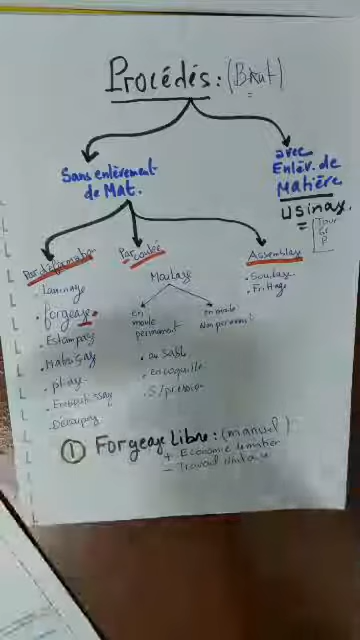 Procédés: (Brut)
Sans enlèvement
de Mat.
avec
Enlèv. de
Matière
usinage
Tour
Par déformation
Par coulée
Assemblage
. Laminage
. forgeage.
. Estampage
. Matriçage
. pliage
. Emboutissage
. Découpage
Moulage
en
moule
permanent
en moule
Non permanent
. au sable
. en coquille
. S/pression
. Soudage
. Frittage
① Forgeage Libre: (manuel)
+ Economie de matière
- Travail